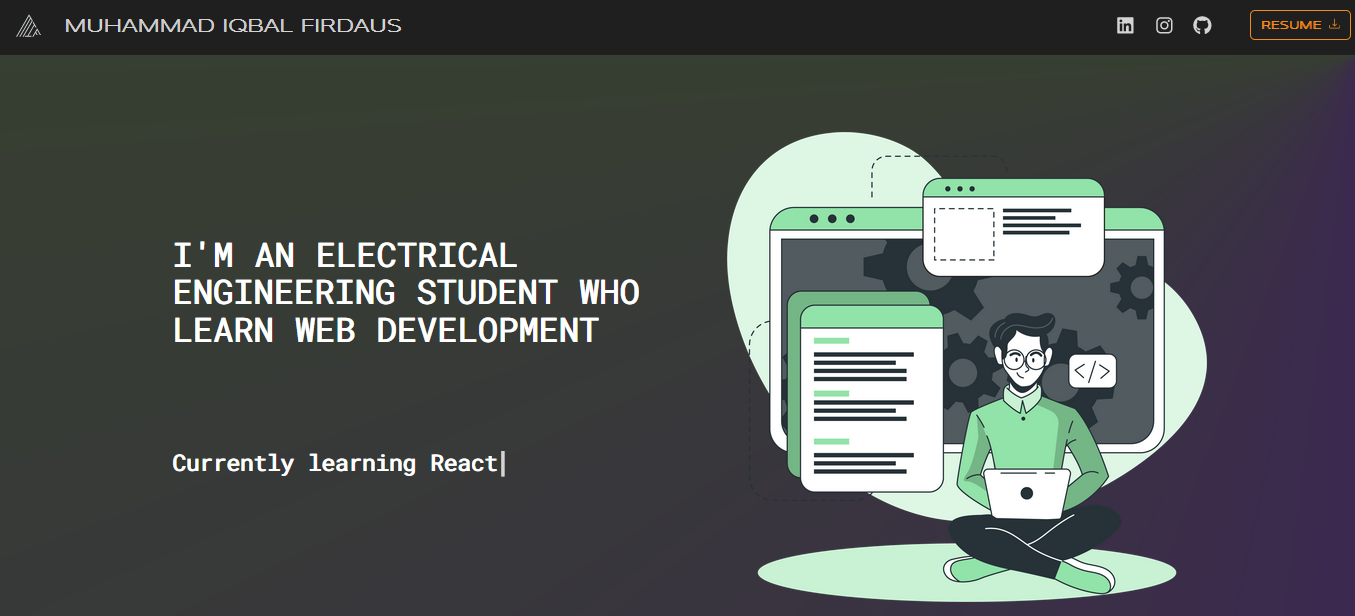 MUHAMMAD IQBAL FIRDAUS
RESUME
I'M AN ELECTRICAL
ENGINEERING STUDENT WHO
LEARN WEB DEVELOPMENT
Currently learning React
</>